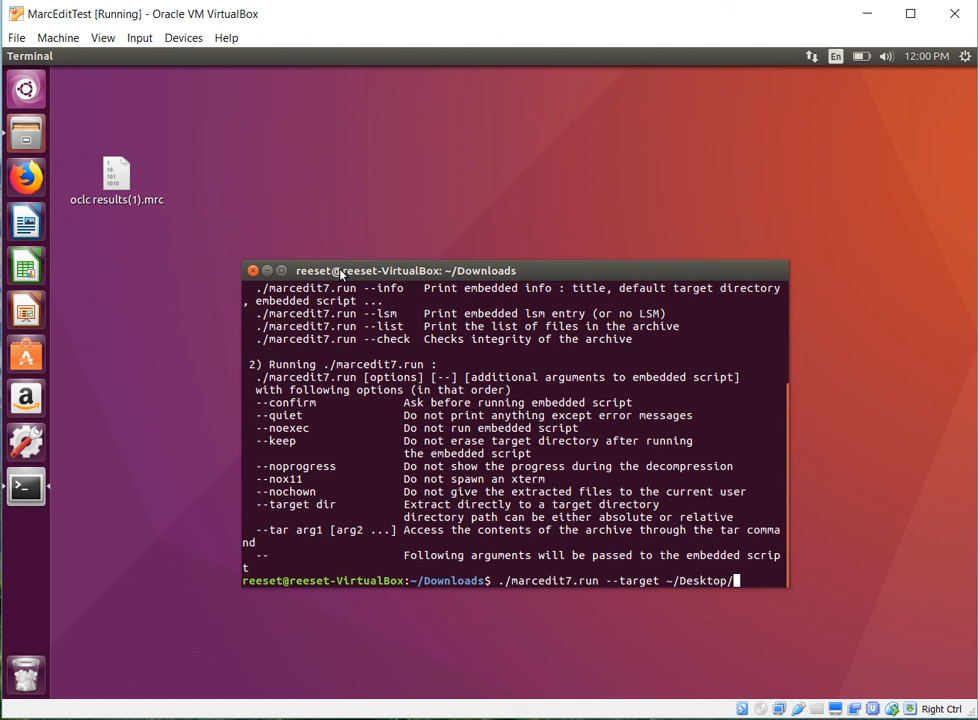 MarcEditTest [Running] - Oracle VM VirtualBox
File Machine View Input Devices Help
Terminal En 12:00 PM
1
10
101
1010
oclc results(1).mrc
a
>_
reeset@reeset-VirtualBox: ~/Downloads
./marcedit7.run --info Print embedded info : title, default target directory
, embedded script ...
./marcedit7.run --lsm Print embedded lsm entry (or no LSM)
./marcedit7.run --list Print the list of files in the archive
./marcedit7.run --check Checks integrity of the archive
2) Running ./marcedit7.run :
./marcedit7.run [options] [--] [additional arguments to embedded script]
with following options (in that order)
--confirm Ask before running embedded script
--quiet Do not print anything except error messages
--noexec Do not run embedded script
--keep Do not erase target directory after running
the embedded script
--noprogress Do not show the progress during the decompression
--nox11 Do not spawn an xterm
--nochown Do not give the extracted files to the current user
--target dir Extract directly to a target directory
directory path can be either absolute or relative
--tar arg1 [arg2 ...] Access the contents of the archive through the tar comma
nd
-- Following arguments will be passed to the embedded scrip
t
reeset@reeset-VirtualBox:~/Downloads$ ./marcedit7.run --target ~/Desktop/
Right Ctrl